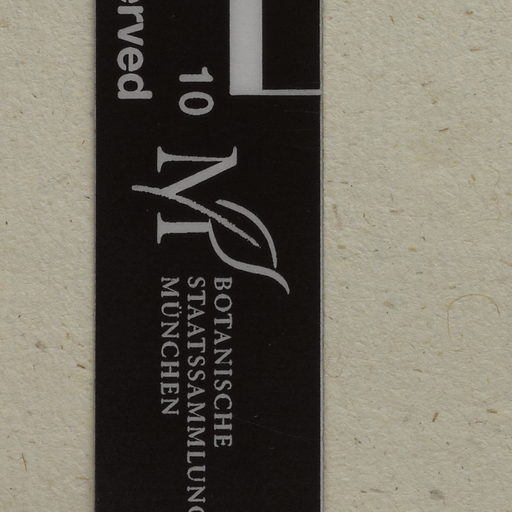 erved
10
M
BOTANISCHE
STAATSSAMMLUNG
MÜNCHEN